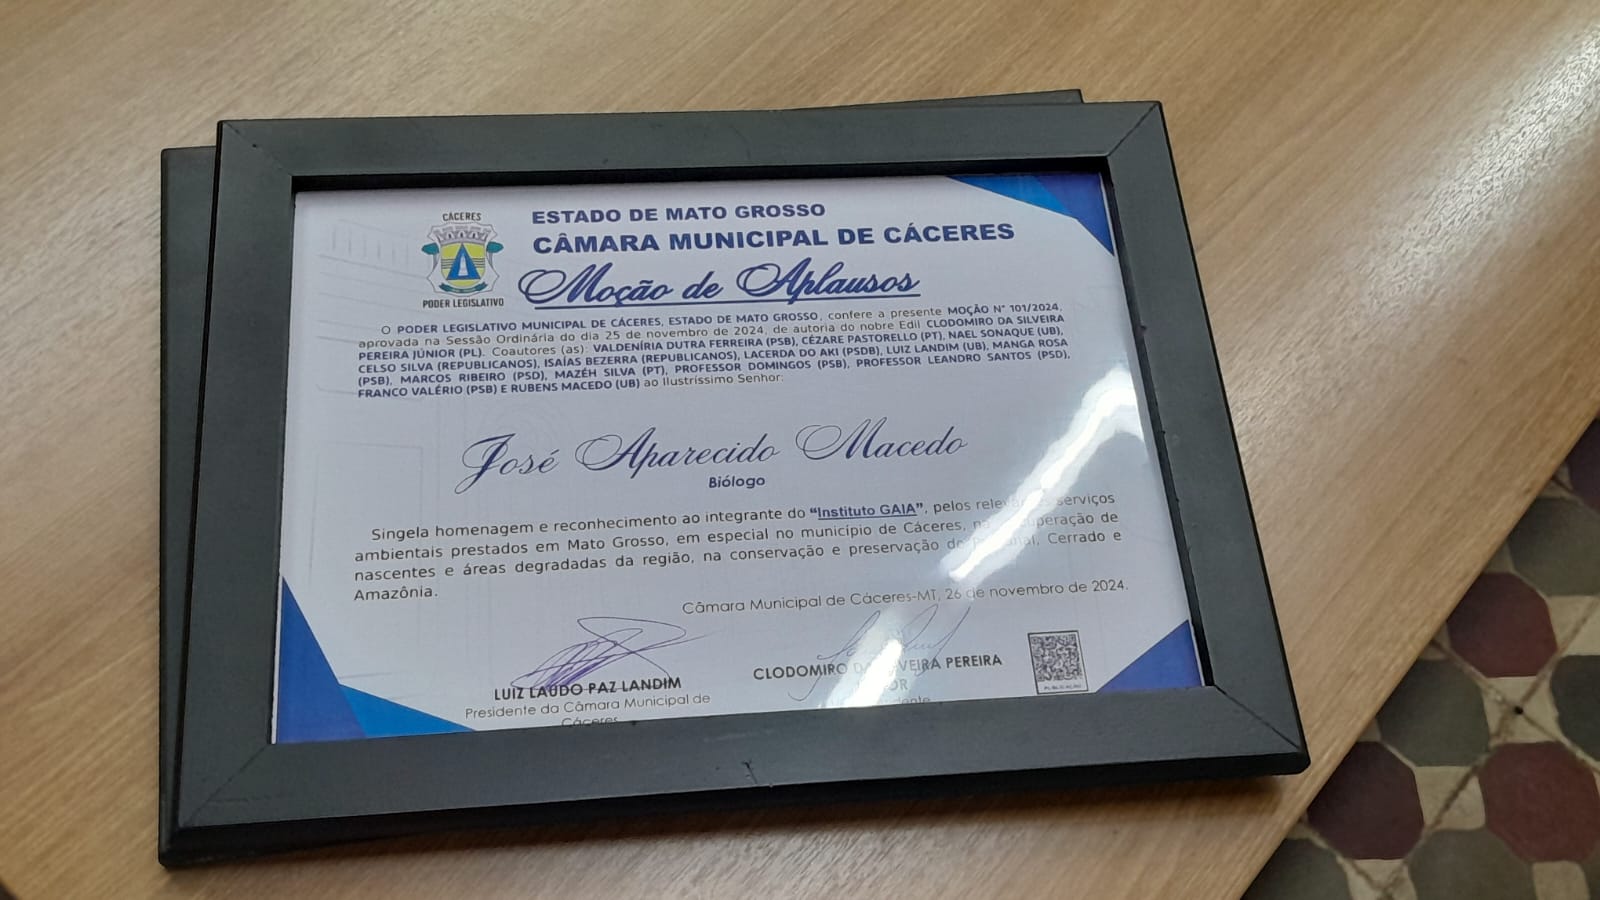 CÁCERES
PODER LEGISLATIVO
ESTADO DE MATO GROSSO
CÂMARA MUNICIPAL DE CÁCERES
Moção de Aplausos
O PODER LEGISLATIVO MUNICIPAL DE CÁCERES, ESTADO DE MATO GROSSO, confere a presente MOÇÃO N° 101/2024,
aprovada na Sessão Ordinária do dia 25 de novembro de 2024, de autoria do nobre Edil CLODOMIRO DA SILVEIRA
PEREIRA JÚNIOR (PL). Coautores (as): VALDENÍRIA DUTRA FERREIRA (PSB), CÉZARE PASTORELLO (PT), NAEL SONAQUE (UB),
CELSO SILVA (REPUBLICANOS), ISAÍAS BEZERRA (REPUBLICANOS), LACERDA DO AKI (PSDB), LUIZ LANDIM (UB), MANGA ROSA
(PSB), MARCOS RIBEIRO (PSD), MAZÉH SILVA (PT), PROFESSOR DOMINGOS (PSB), PROFESSOR LEANDRO SANTOS (PSD),
FRANCO VALÉRIO (PSB) E RUBENS MACEDO (UB) ao Ilustríssimo Senhor:
José Aparecido Macedo
Biólogo
Singela homenagem e reconhecimento ao integrante do “Instituto GAIA”, pelos relevantes serviços
ambientais prestados em Mato Grosso, em especial no município de Cáceres, na recuperação de
nascentes e áreas degradadas da região, na conservação e preservação do Pantanal, Cerrado e
Amazônia.
Câmara Municipal de Cáceres-MT, 26 de novembro de 2024.
LUIZ LAUDO PAZ LANDIM
Presidente da Câmara Municipal de
Cáceres
CLODOMIRO DA SILVEIRA PEREIRA
PUBLICAÇÃO